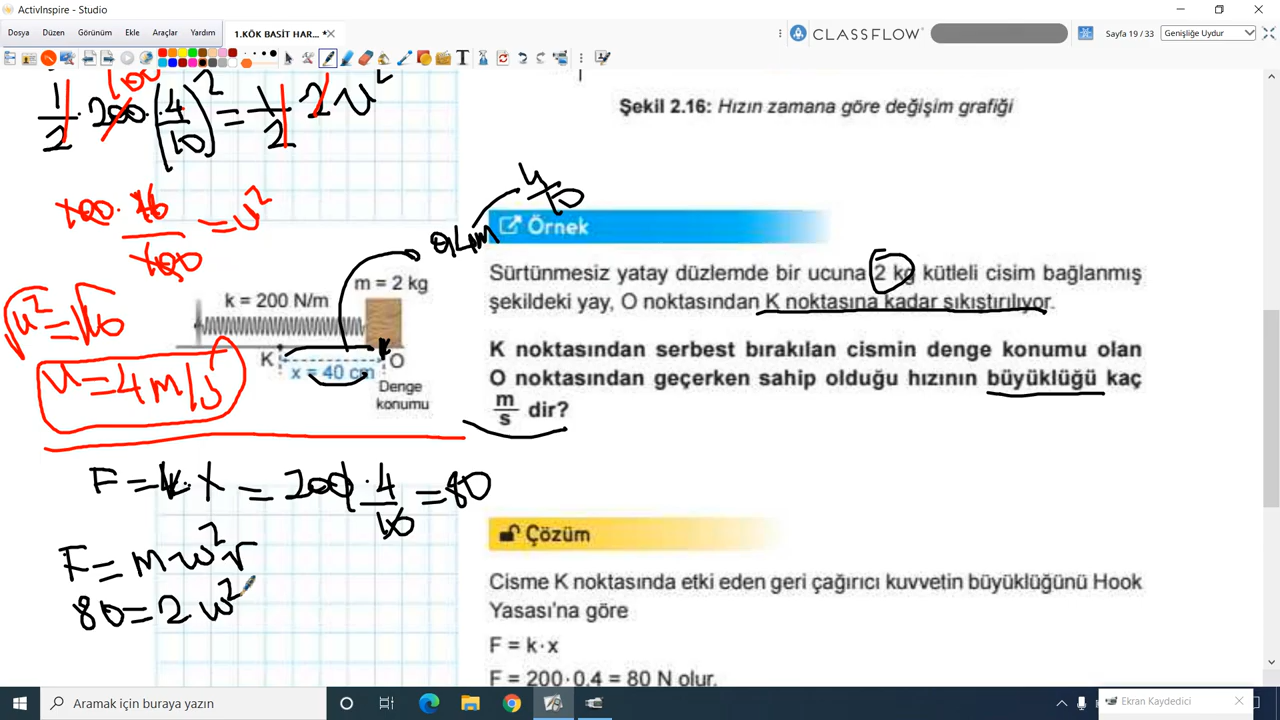 ActivInspire - Studio
Dosya Düzen Görünüm Ekle Araçlar Yardım
1.KÖK BASİT HAR... *
CLASSFLOW
Sayfa 19 / 33
Genişliğe Uydur
100
1/2 · 200 · (4/10)² = 1/2 · 2 v²
100 · 16/100 = v²
√v² = √16
v = 4 m/s
Şekil 2.16: Hızın zamana göre değişim grafiği
4/10
0,4m
Örnek
Sürtünmesiz yatay düzlemde bir ucuna 2 kg kütleli cisim bağlanmış
şekildeki yay, O noktasından K noktasına kadar sıkıştırılıyor.
K noktasından serbest bırakılan cismin denge konumu olan
O noktasından geçerken sahip olduğu hızının büyüklüğü kaç
m/s dir?
m = 2 kg
k = 200 N/m
K
O
x = 40 cm
Denge
konumu
F = k · x = 200 · 4/10 = 80
F = m w² r
80 = 2 w²
Çözüm
Cisme K noktasında etki eden geri çağırıcı kuvvetin büyüklüğünü Hook
Yasası'na göre
F = k·x
F = 200·0,4 = 80 N olur.
Aramak için buraya yazın
Ekran Kaydedici